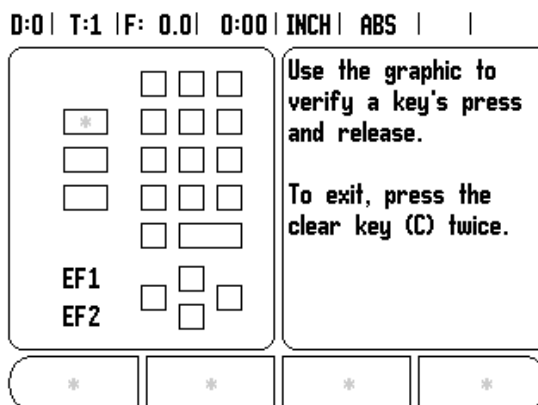 D:0| T:1 |F: 0.0| 0:00| INCH| ABS | |
Use the graphic to
verify a key's press
and release.
To exit, press the
clear key (C) twice.
*
EF1
EF2
* * * *